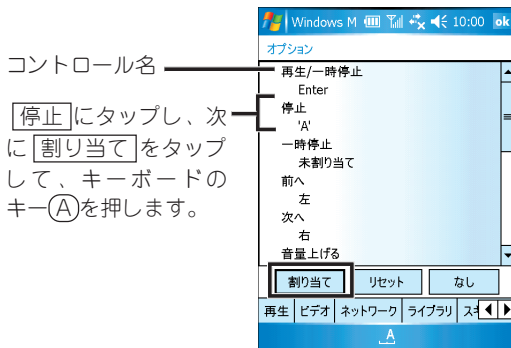 コントロール名
停止にタップし、次
に割り当てをタップ
して、キーボードの
キーAを押します。
Windows M 10:00 ok
オプション
再生/一時停止
Enter
停止
'A'
一時停止
未割り当て
前へ
左
次へ
右
音量上げる
割り当て リセット なし
再生 ビデオ ネットワーク ライブラリ
A